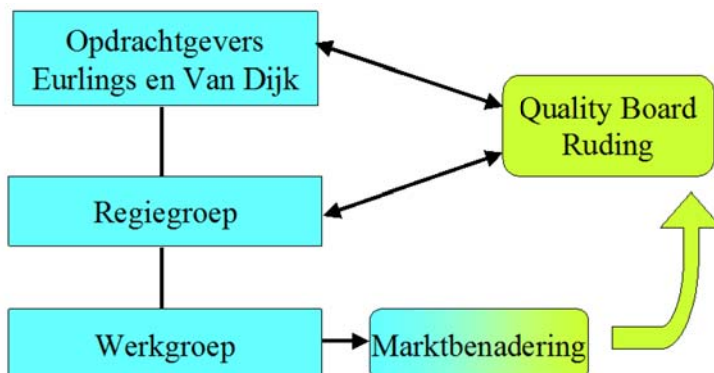 Opdrachtgevers
Eurlings en Van Dijk
Quality Board
Ruding
Regiegroep
Werkgroep
Marktbenadering